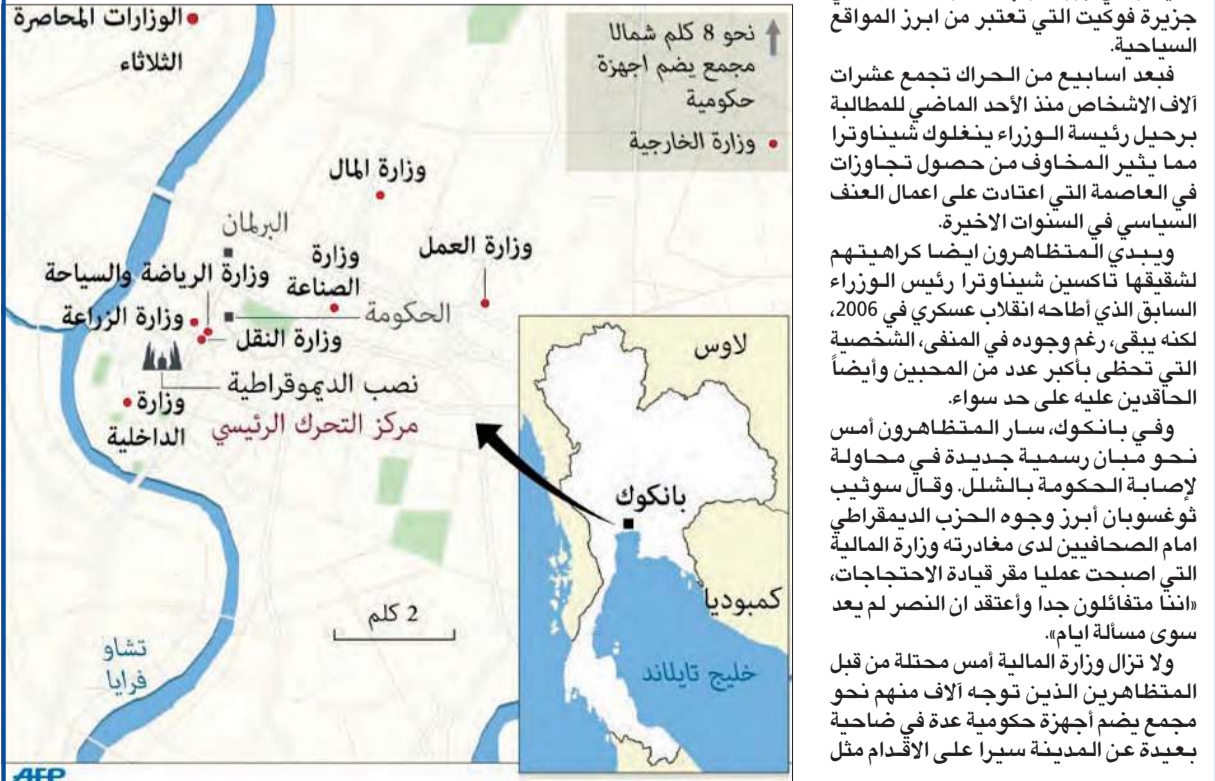 جزيرة فوكيت التي تعتبر من ابرز المواقع
السياحية.
فبعد اسابيع من الحراك تجمع عشرات
آلاف الاشخاص منذ الأحد الماضي للمطالبة
برحيل رئيسة الوزراء ينغلوك شيناوترا
مما يثير المخاوف من حصول تجاوزات
في العاصمة التي اعتادت على اعمال العنف
السياسي في السنوات الاخيرة.
ويبدي المتظاهرون ايضا كراهيتهم
لشقيقها تاكسين شيناوترا رئيس الوزراء
السابق الذي أطاحه انقلاب عسكري في 2006،
لكنه يبقى، رغم وجوده في المنفى، الشخصية
التي تحظى بأكبر عدد من المحبين وأيضاً
الحاقدين عليه على حد سواء.
وفي بانكوك، سار المتظاهرون أمس
نحو مبان رسمية جديدة في محاولة
لإصابة الحكومة بالشلل. وقال سوثيب
ثوغسوبان أبرز وجوه الحزب الديمقراطي
امام الصحافيين لدى مغادرته وزارة المالية
التي اصبحت عمليا مقر قيادة الاحتجاجات،
«اننا متفائلون جدا وأعتقد ان النصر لم يعد
سوى مسألة ايام».
ولا تزال وزارة المالية أمس محتلة من قبل
المتظاهرين الذين توجه آلاف منهم نحو
مجمع يضم أجهزة حكومية عدة في ضاحية
بعيدة عن المدينة سيرا على الاقدام مثل
نحو 8 كلم شمالا
مجمع يضم اجهزة
حكومية
وزارة الخارجية
الوزارات المحاصرة
الثلاثاء
وزارة المال
البرلمان
وزارة العمل
وزارة
الصناعة
وزارة الرياضة والسياحة
الحكومة
وزارة الزراعة
وزارة النقل
نصب الديموقراطية
مركز التحرك الرئيسي
وزارة
الداخلية
لاوس
بانكوك
كمبوديا
خليج تايلاند
2 كلم
تشاو
فرايا
AFP